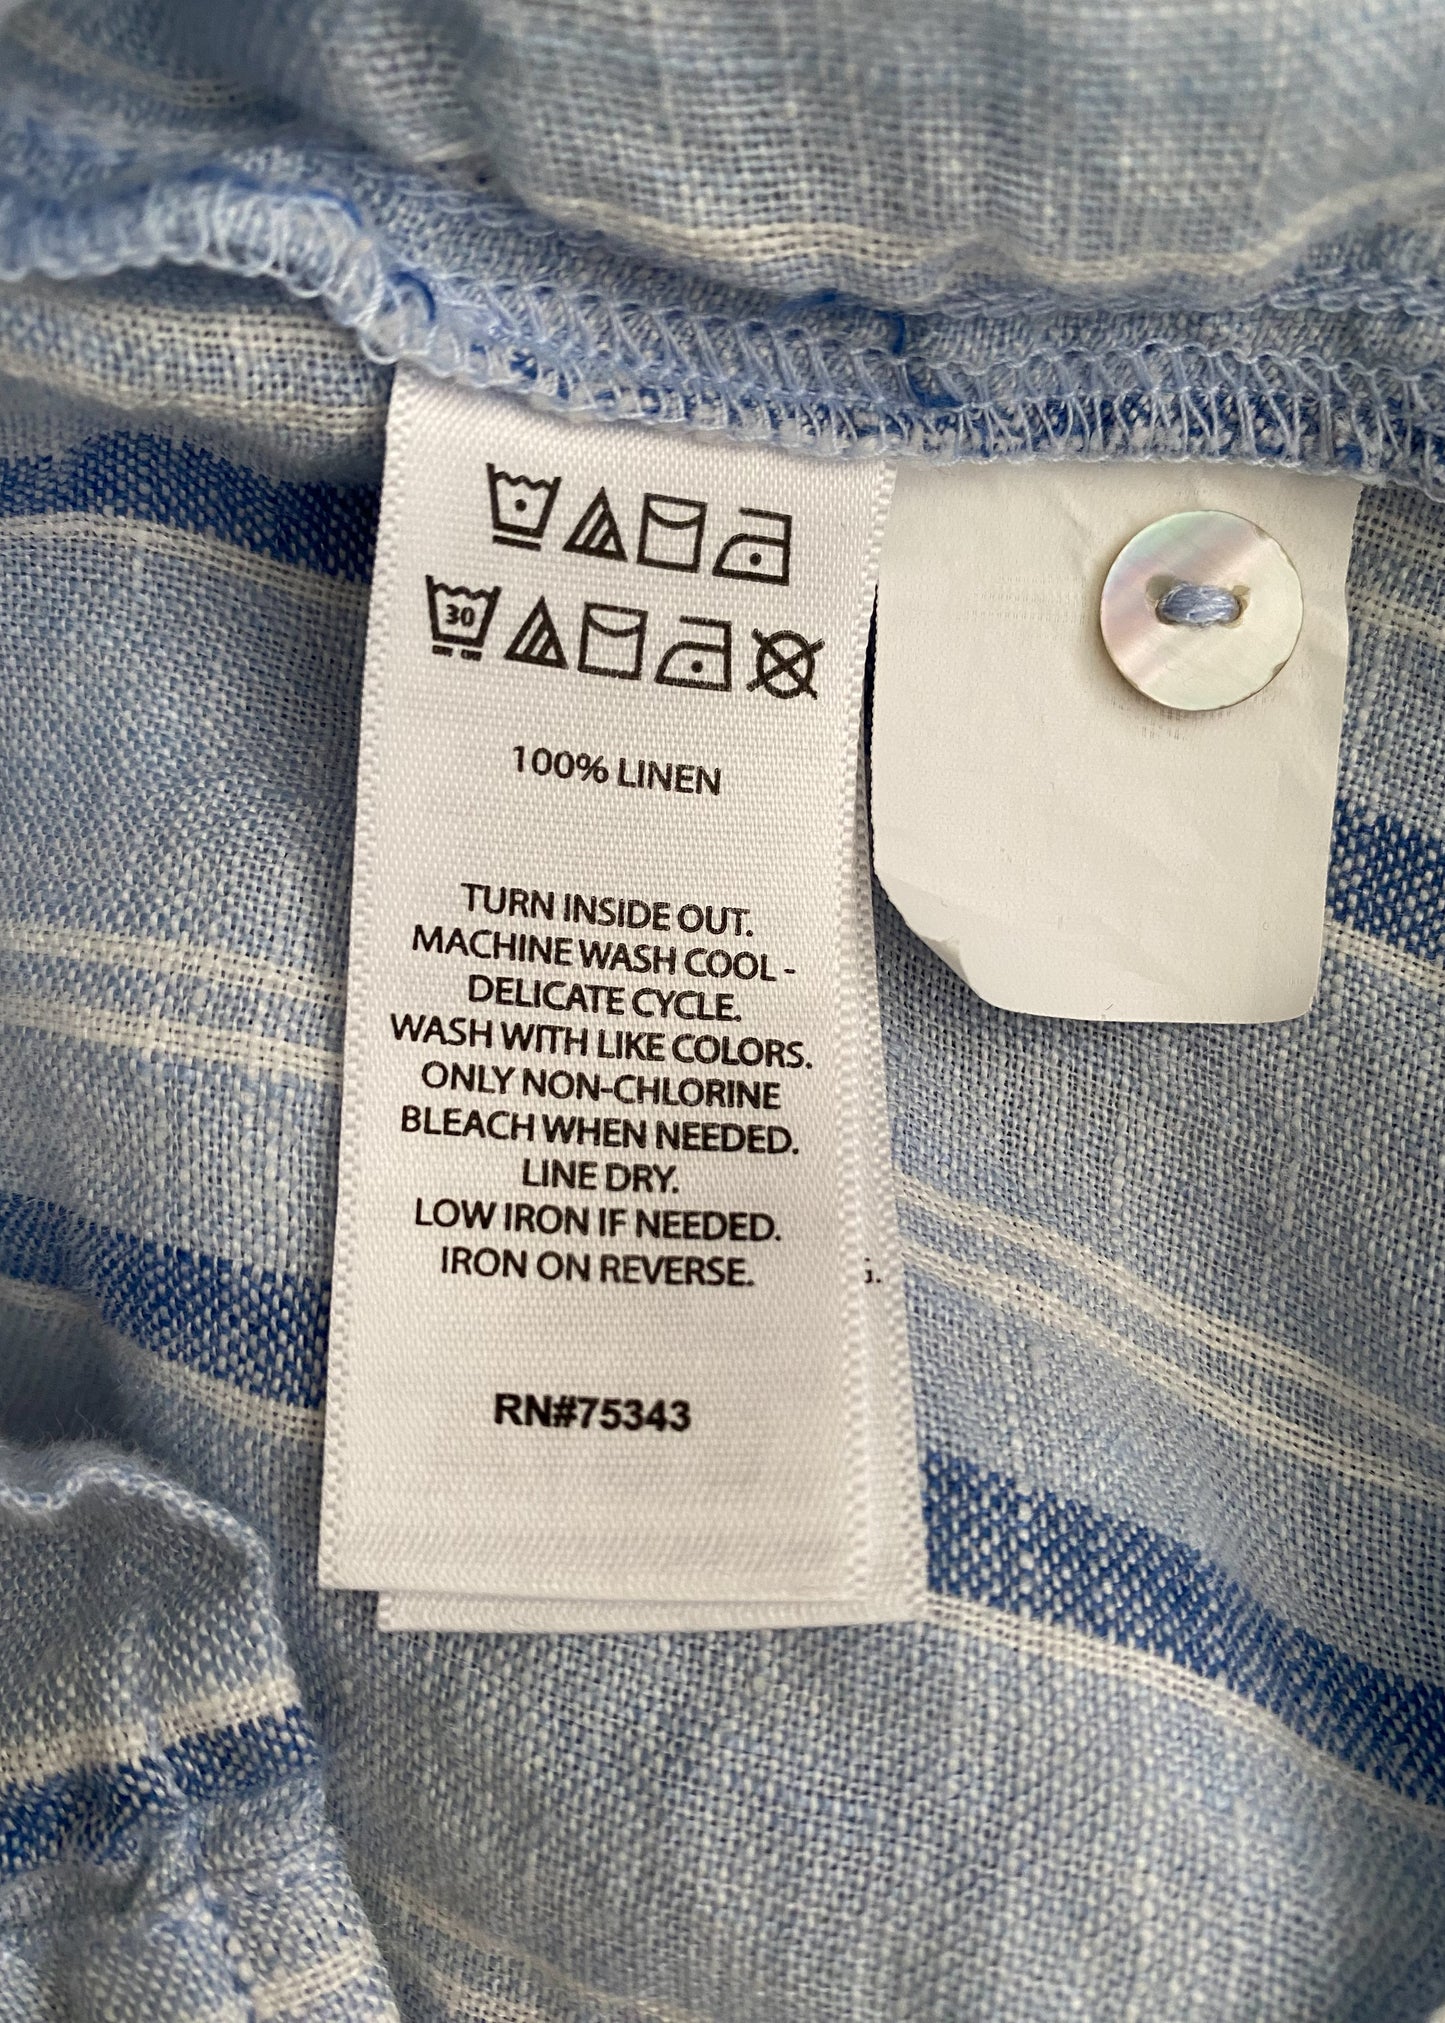 30
100% LINEN
TURN INSIDE OUT.
MACHINE WASH COOL -
DELICATE CYCLE.
WASH WITH LIKE COLORS.
ONLY NON-CHLORINE
BLEACH WHEN NEEDED.
LINE DRY.
LOW IRON IF NEEDED.
IRON ON REVERSE.
RN#75343